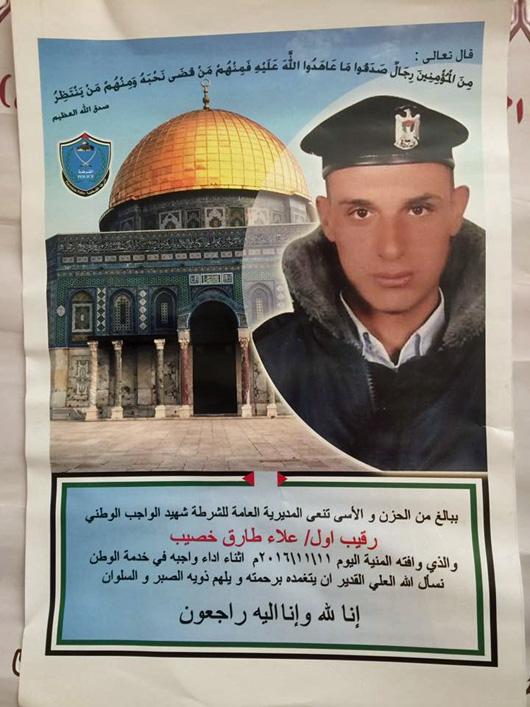 قال تعالى :
مِنَ الْمُؤْمِنِينَ رِجَالٌ صَدَقُوا مَا عَاهَدُوا اللَّهَ عَلَيْهِ فَمِنْهُمْ مَنْ قَضَى نَحْبَهُ وَمِنْهُمْ مَنْ يَنْتَظِرُ
صدق الله العظيم
الشرطة
POLICE
ببالغ من الحزن و الأسى تنعى المديرية العامة للشرطة شهيد الواجب الوطني
رقيب اول/ علاء طارق خصيب
والذي وافته المنية اليوم ٢٠١٦/١١/١١م اثناء اداء واجبه في خدمة الوطن
نسأل الله العلي القدير ان يتغمده برحمته و يلهم ذويه الصبر و السلوان
إنا لله وإنا اليه راجعون